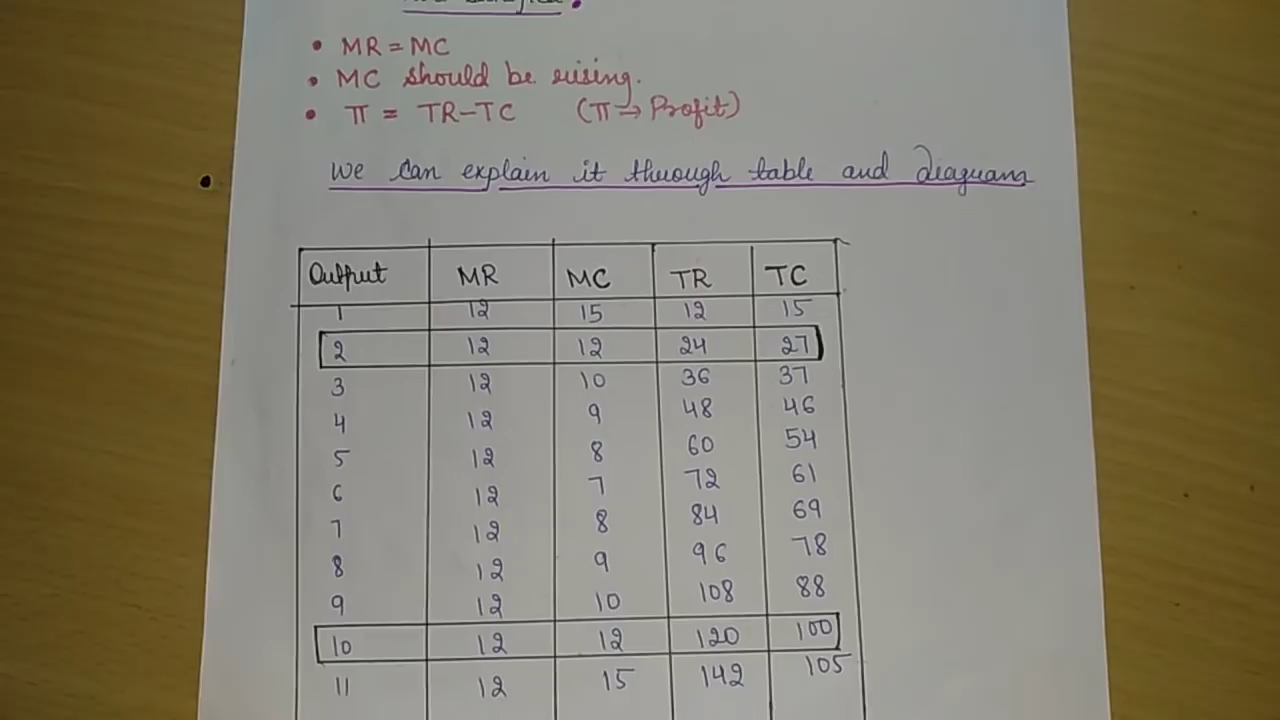 • MR = MC
• MC should be rising.
• π = TR-TC (π → Profit)
We can explain it through table and diagram
Output MR MC TR TC
1 12 15 12 15
2 12 12 24 27
3 12 10 36 37
4 12 9 48 46
5 12 8 60 54
6 12 7 72 61
7 12 8 84 69
8 12 9 96 78
9 12 10 108 88
10 12 12 120 100
11 12 15 142 105